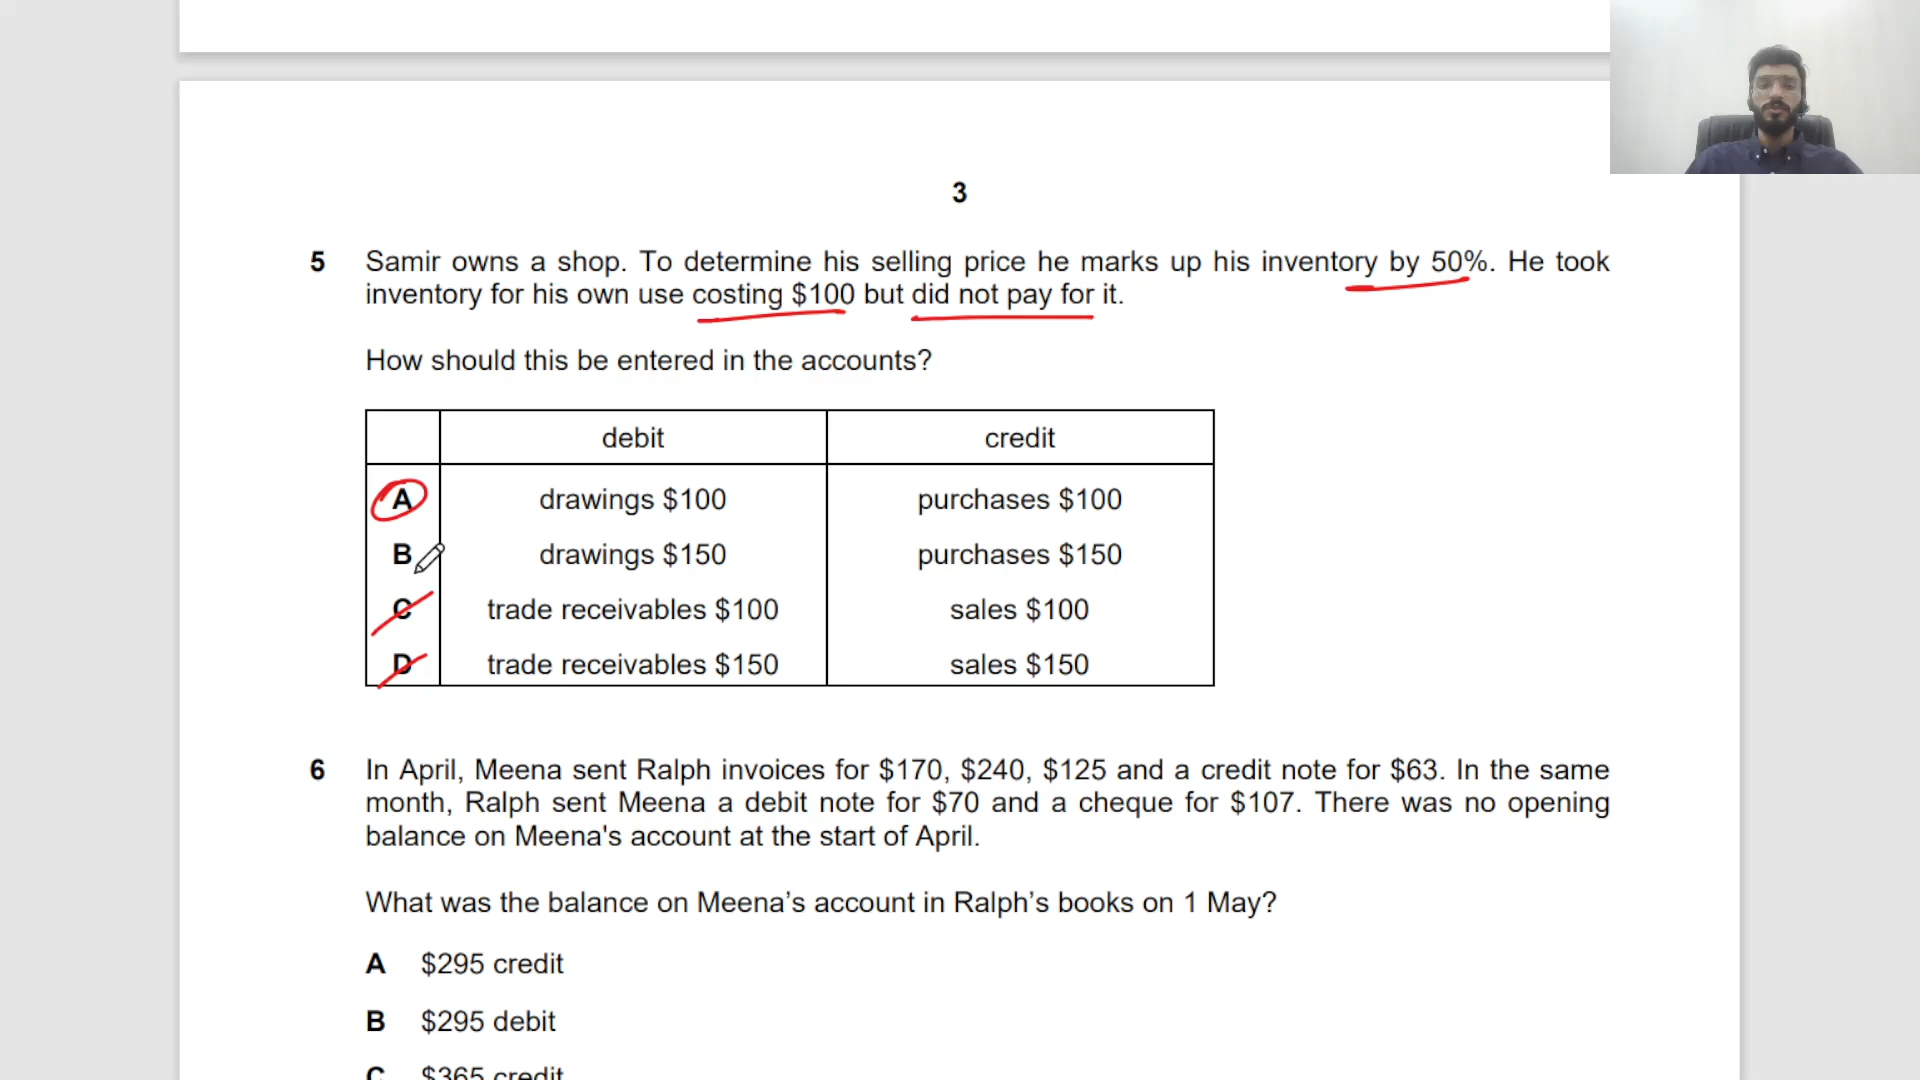 3
5 Samir owns a shop. To determine his selling price he marks up his inventory by 50%. He took
inventory for his own use costing $100 but did not pay for it.
How should this be entered in the accounts?
debit credit
A drawings $100 purchases $100
B drawings $150 purchases $150
C trade receivables $100 sales $100
D trade receivables $150 sales $150
6 In April, Meena sent Ralph invoices for $170, $240, $125 and a credit note for $63. In the same
month, Ralph sent Meena a debit note for $70 and a cheque for $107. There was no opening
balance on Meena's account at the start of April.
What was the balance on Meena’s account in Ralph’s books on 1 May?
A $295 credit
B $295 debit
C $365 credit